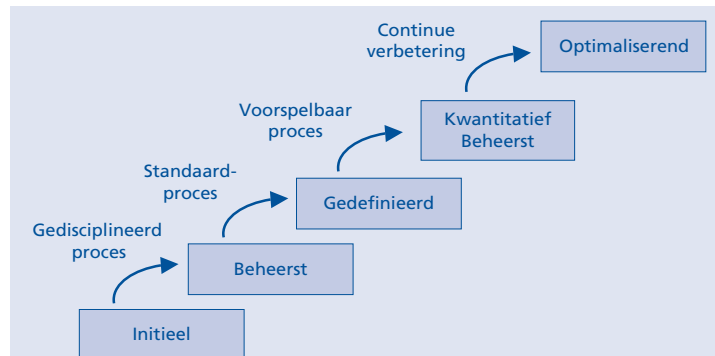 Continue
verbetering
Optimaliserend
Voorspelbaar
proces
Kwantitatief
Beheerst
Standaard-
proces
Gedefinieerd
Gedisciplineerd
proces
Beheerst
Initieel